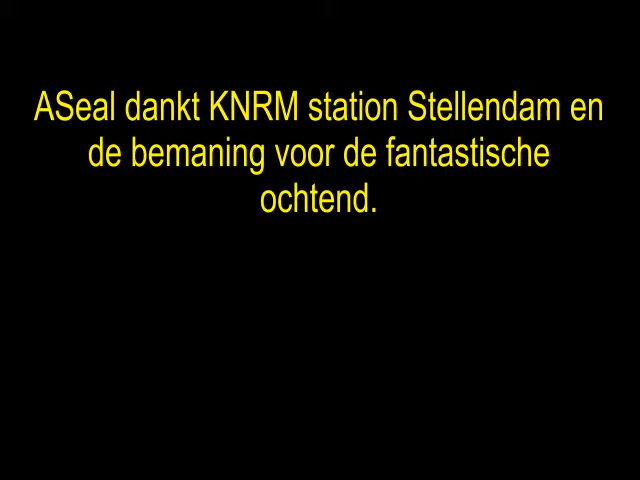 ASeal dankt KNRM station Stellendam en
de bemaning voor de fantastische
ochtend.